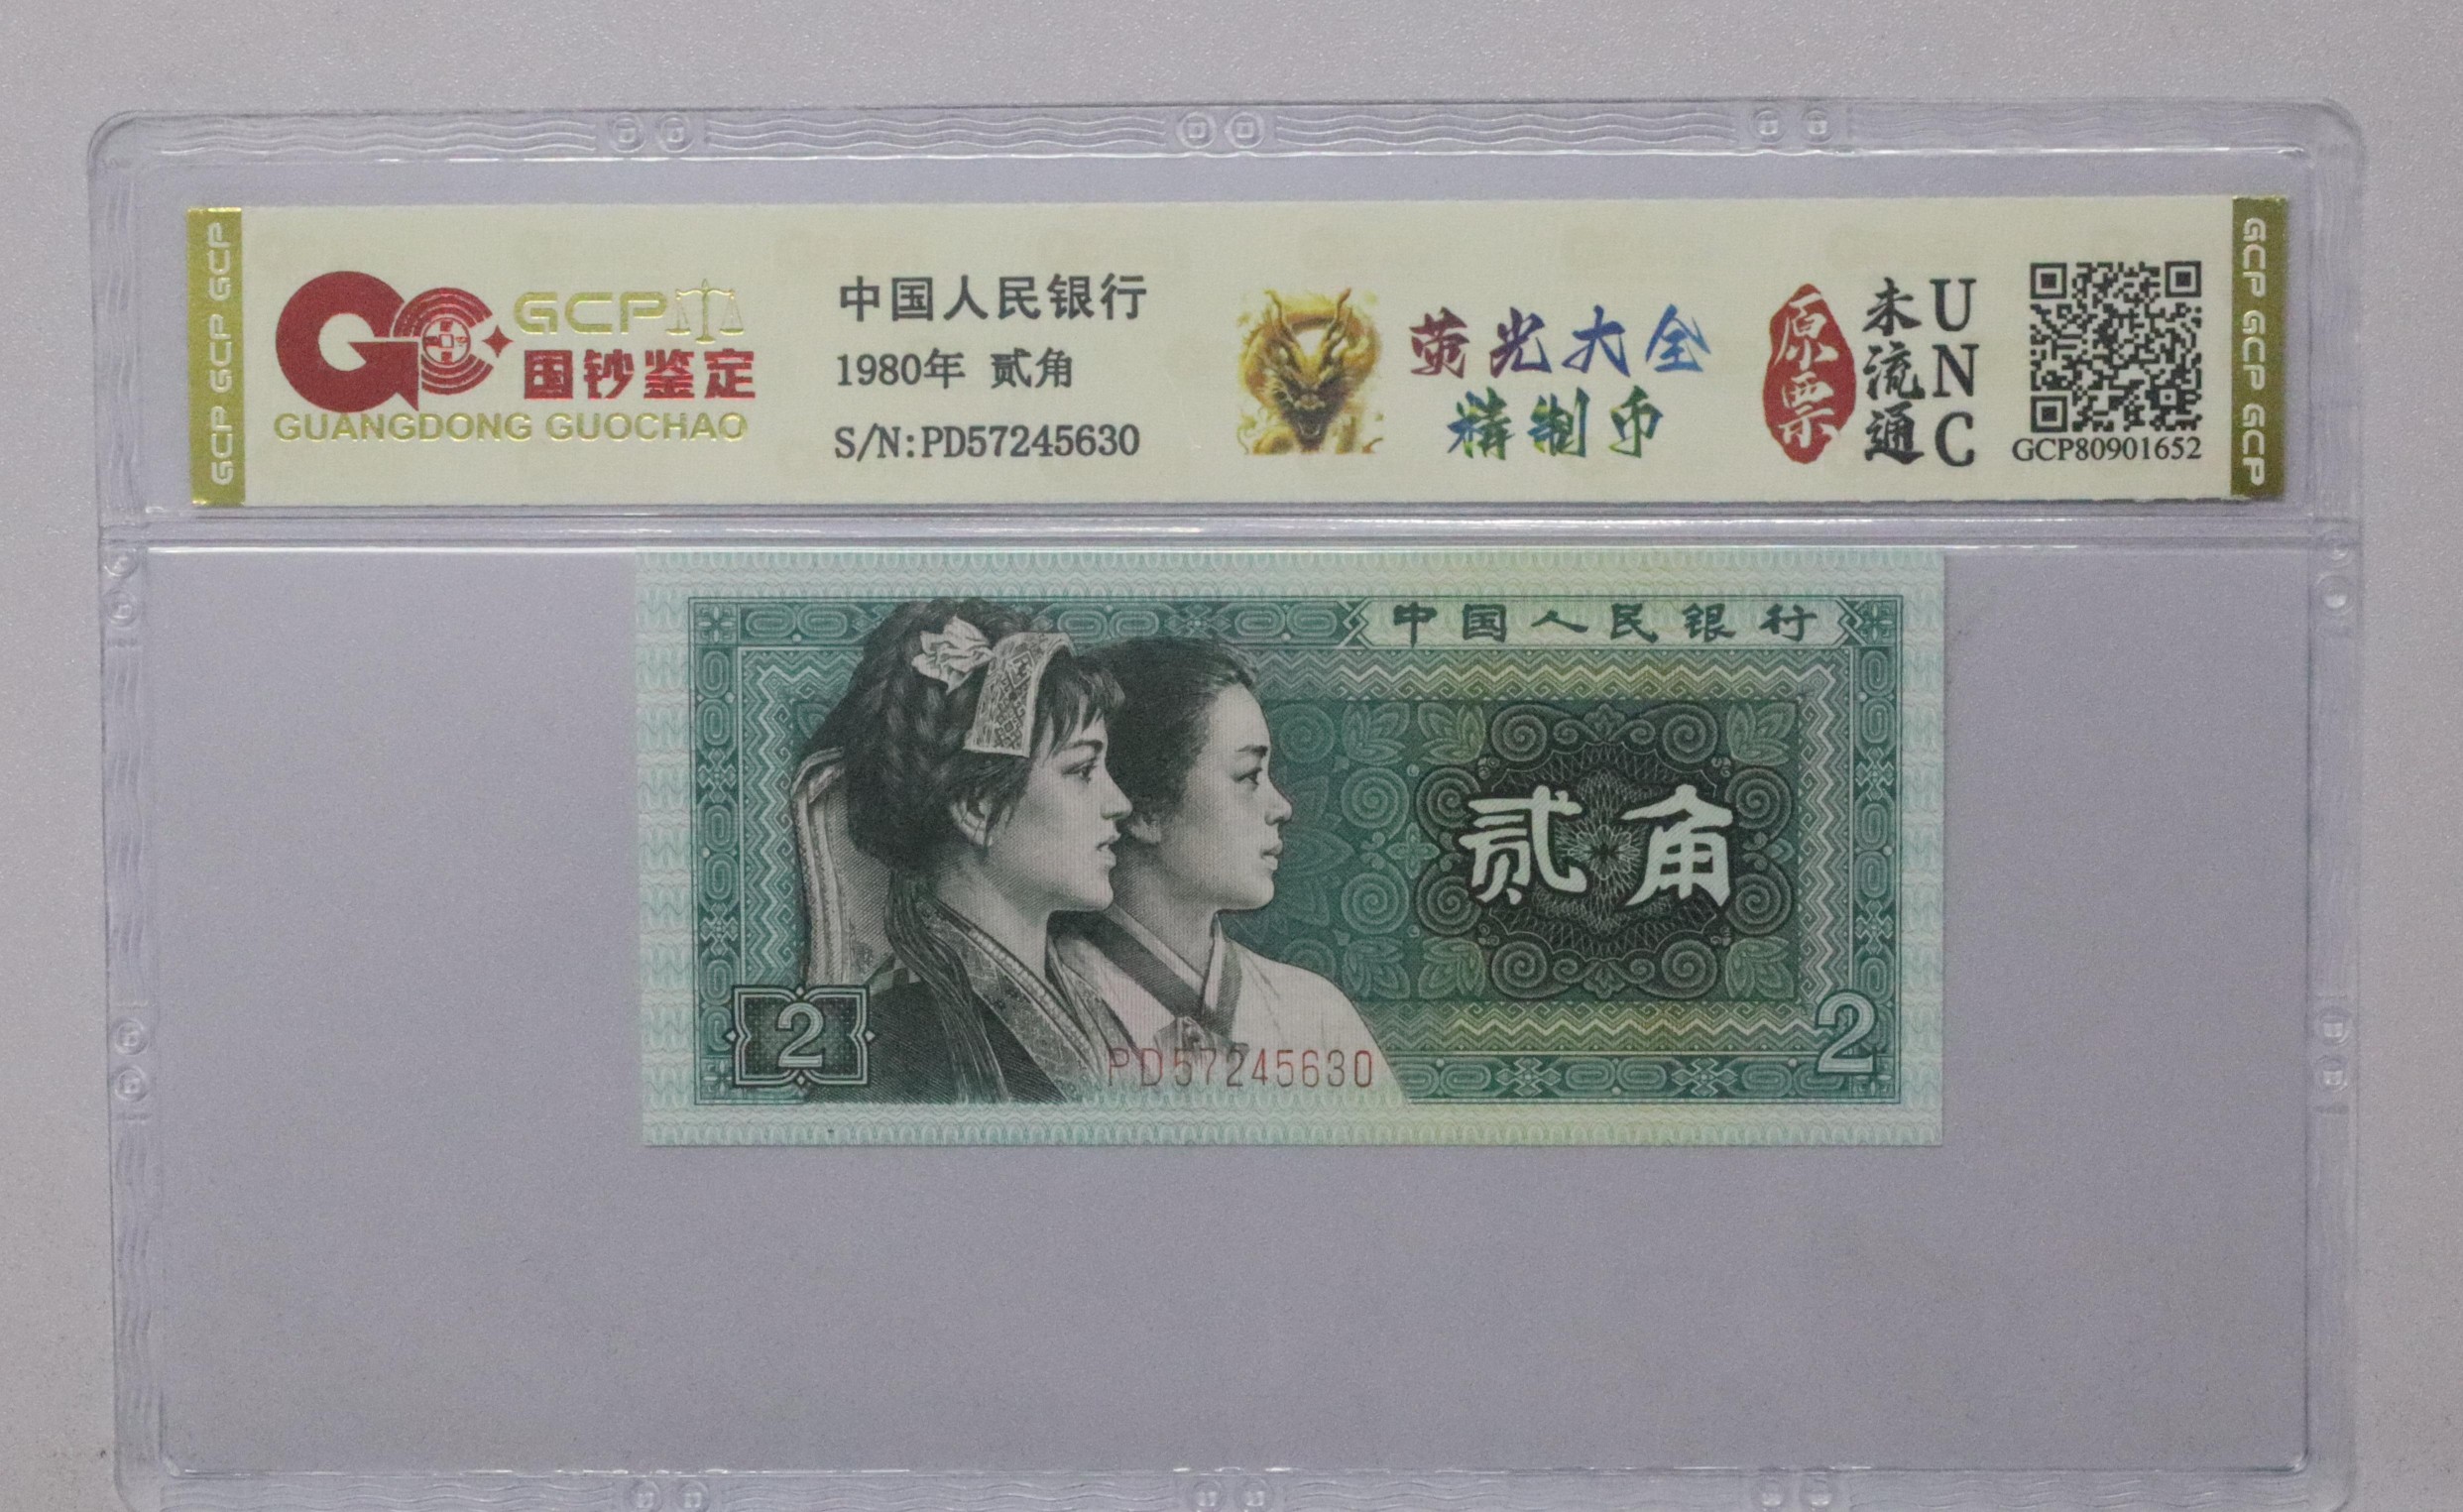 GCP GCP GCP
GCP
国钞鉴定
GUANGDONG GUOCHAO
中国人民银行
1980年 贰角
S/N:PD57245630
荧光大全
精制币
原票
未流通
UNC
GCP80901652
GCP GCP GCP
中国人民银行
贰角
2
PD57245630
2